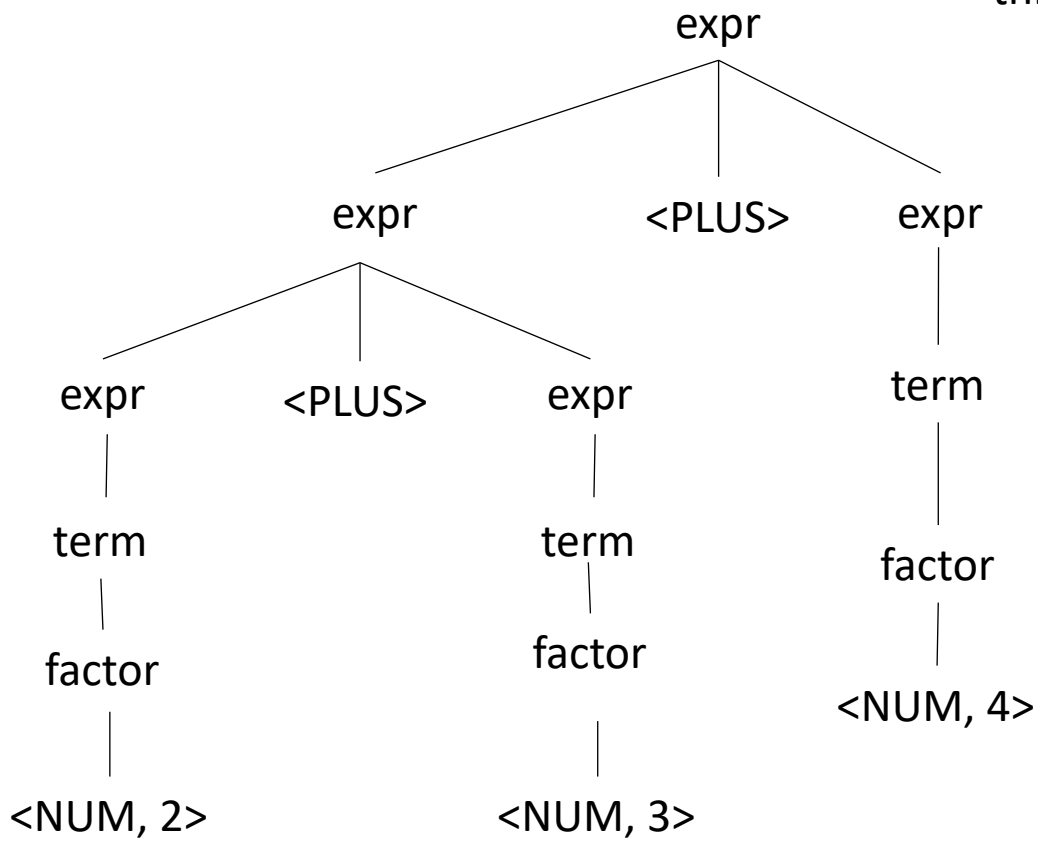 expr
expr <PLUS> expr
expr <PLUS> expr term
term term factor
factor factor <NUM, 4>
<NUM, 2> <NUM, 3>